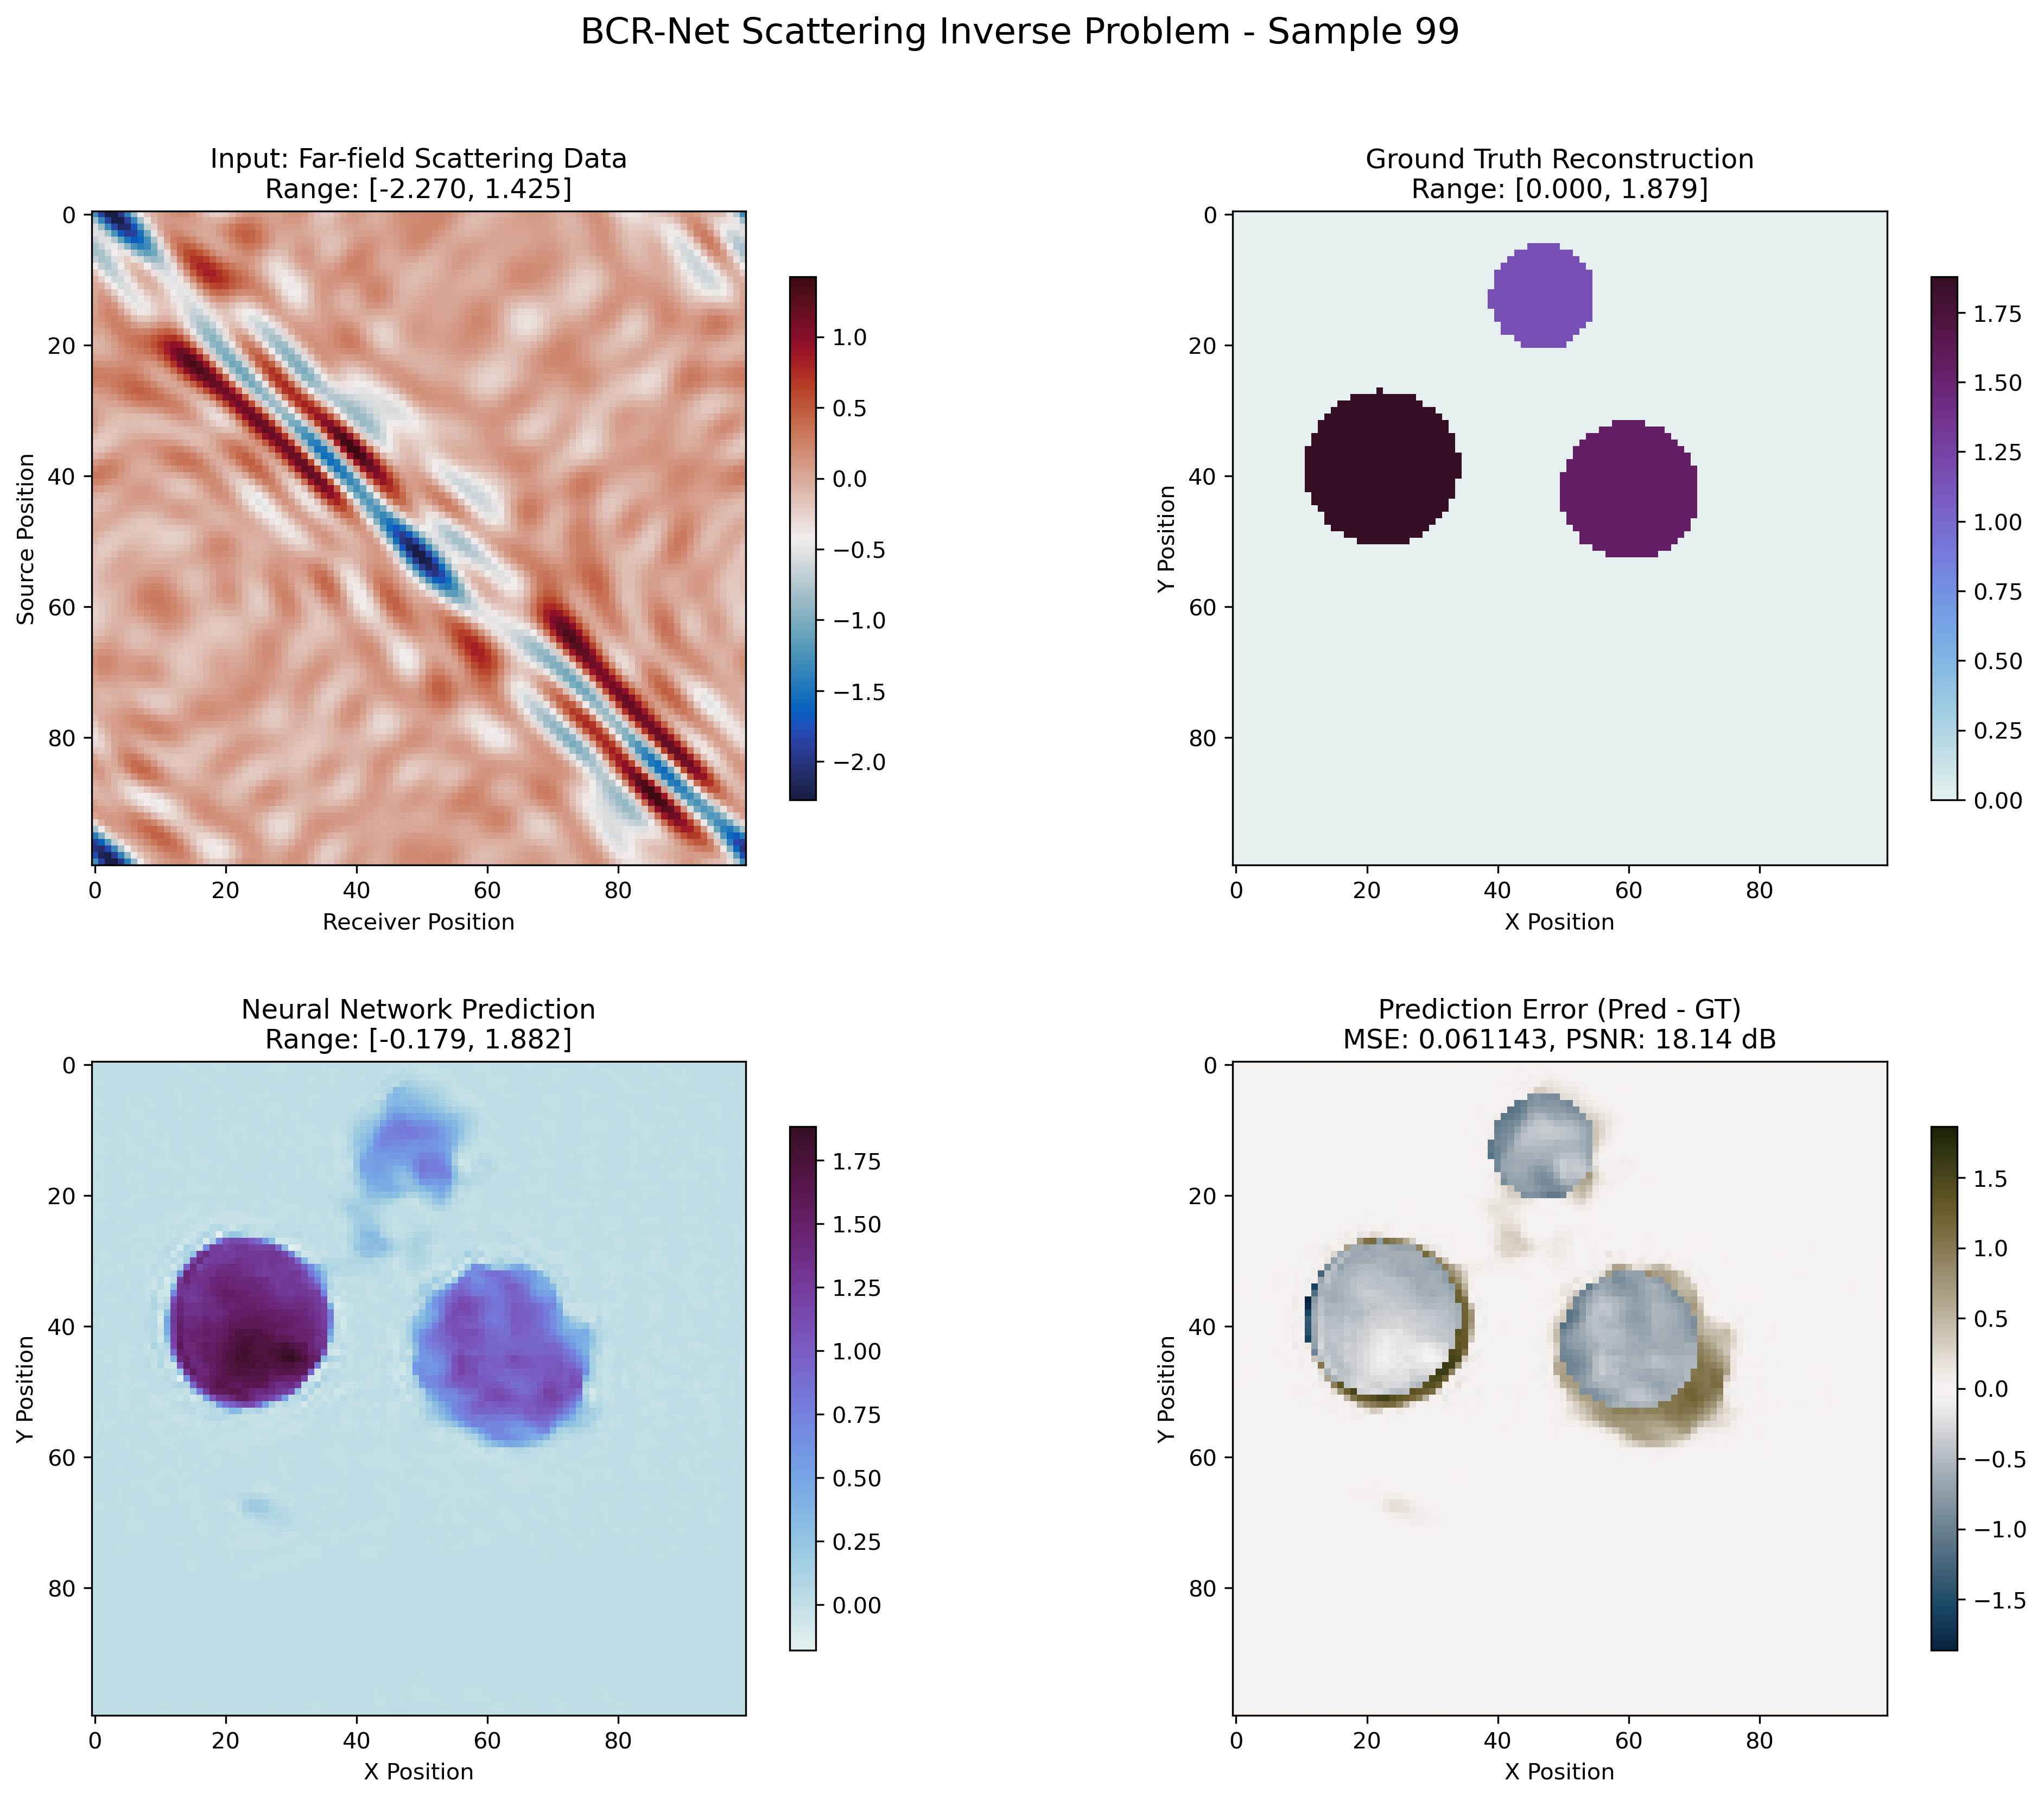 BCR-Net Scattering Inverse Problem - Sample 99
Input: Far-field Scattering Data
Range: [-2.270, 1.425]
0
20
40
60
80
Source Position
0 20 40 60 80
Receiver Position
1.0
0.5
0.0
−0.5
−1.0
−1.5
−2.0
Ground Truth Reconstruction
Range: [0.000, 1.879]
0
20
40
60
80
Y Position
0 20 40 60 80
X Position
1.75
1.50
1.25
1.00
0.75
0.50
0.25
0.00
Neural Network Prediction
Range: [-0.179, 1.882]
0
20
40
60
80
Y Position
0 20 40 60 80
X Position
1.75
1.50
1.25
1.00
0.75
0.50
0.25
0.00
Prediction Error (Pred - GT)
MSE: 0.061143, PSNR: 18.14 dB
0
20
40
60
80
Y Position
0 20 40 60 80
X Position
1.5
1.0
0.5
0.0
−0.5
−1.0
−1.5